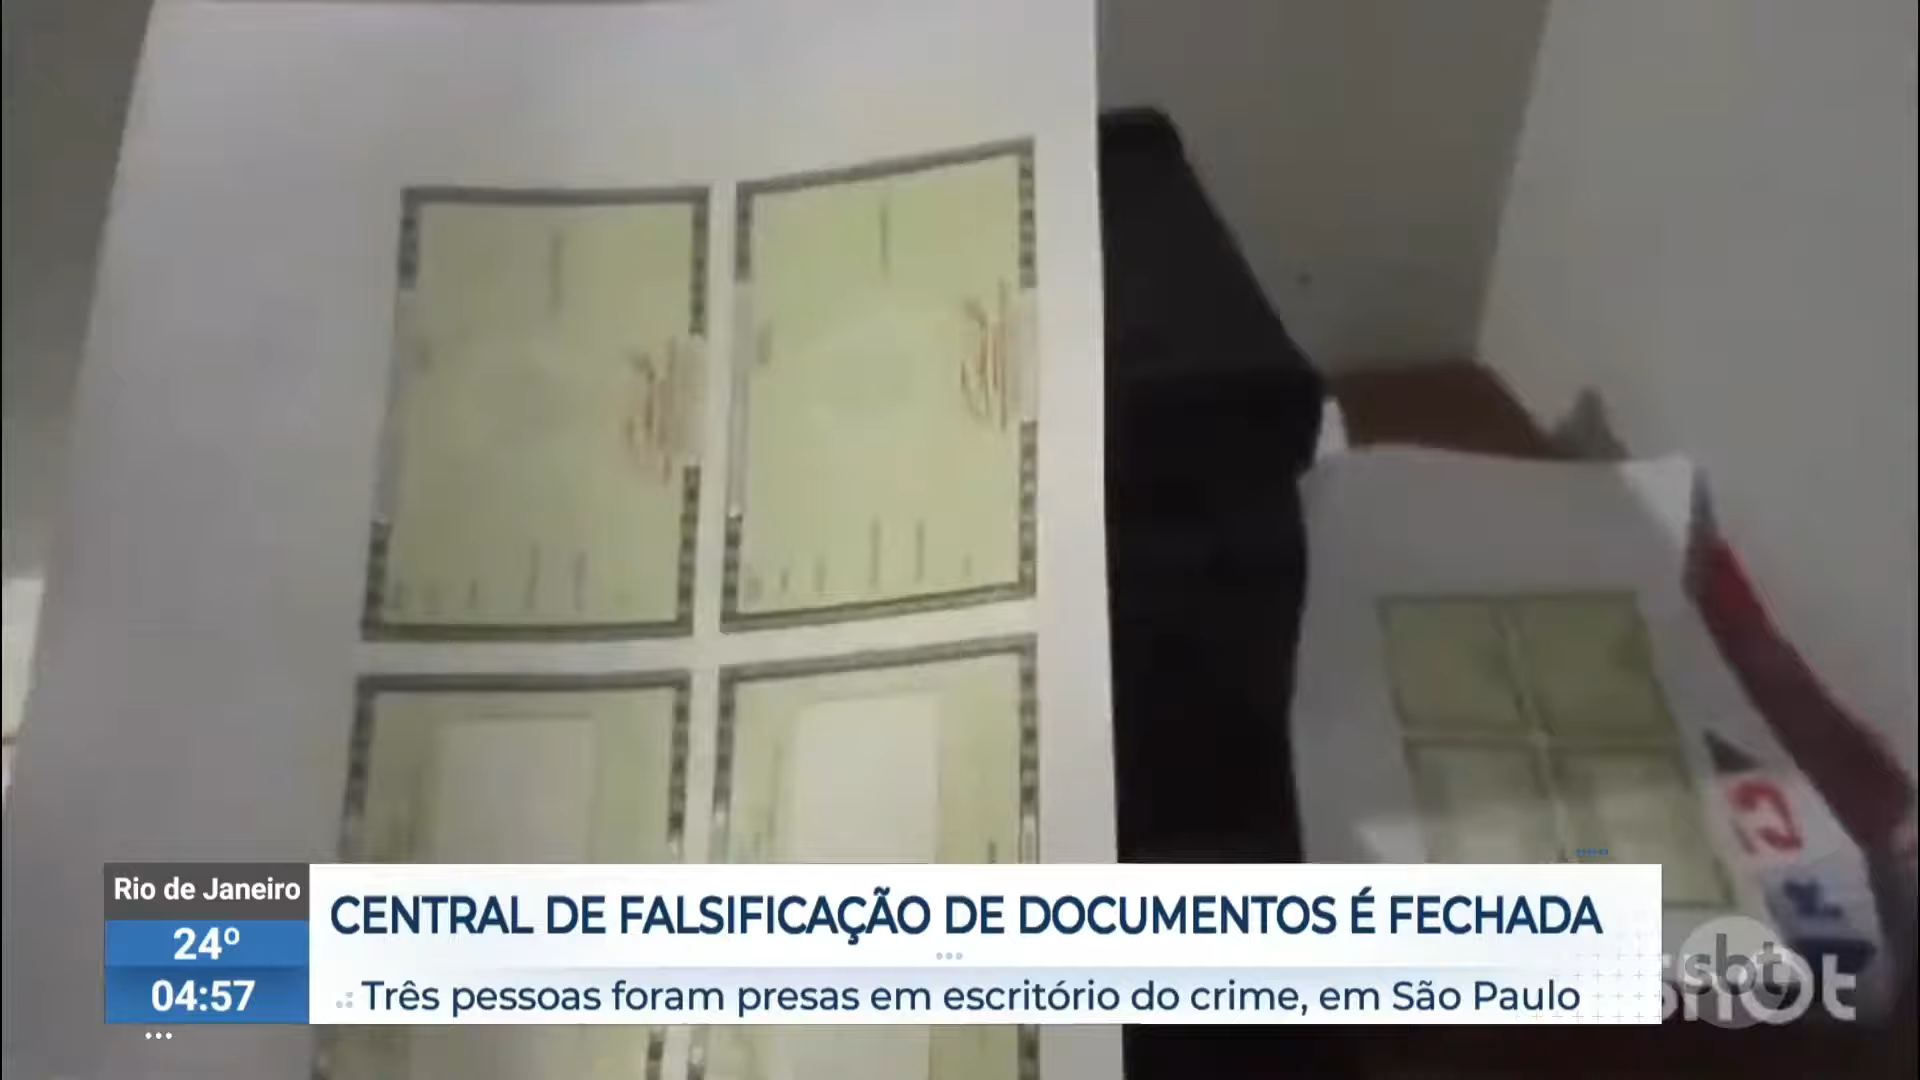 Rio de Janeiro
24º
04:57
CENTRAL DE FALSIFICAÇÃO DE DOCUMENTOS É FECHADA
Três pessoas foram presas em escritório do crime, em São Paulo
sbt